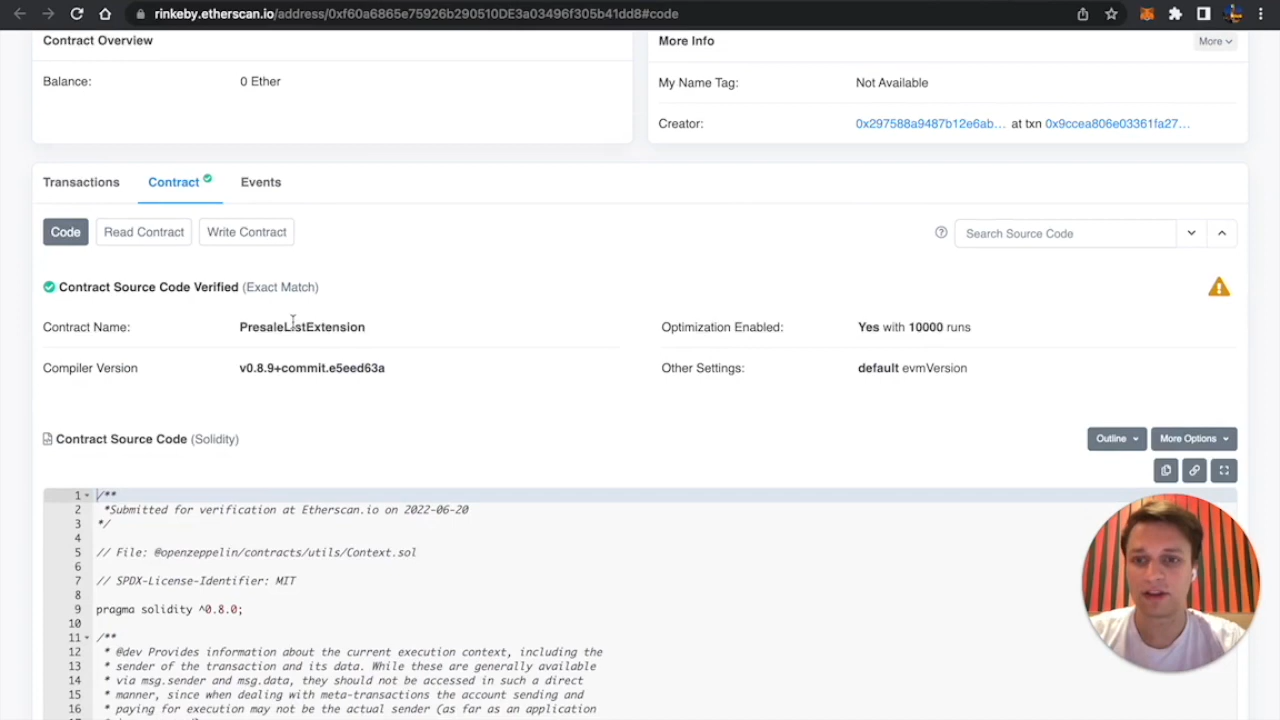 rinkeby.etherscan.io/address/0xf60a6865e75926b290510DE3a03496f305b41dd8#code
Contract Overview
More Info
More
Balance:
0 Ether
My Name Tag:
Not Available
Creator:
0x297588a9487b12e6ab... at txn 0x9ccea806e03361fa27...
Transactions
Contract
Events
Code
Read Contract
Write Contract
Search Source Code
Contract Source Code Verified (Exact Match)
Contract Name:
PresaleListExtension
Optimization Enabled:
Yes with 10000 runs
Compiler Version
v0.8.9+commit.e5eed63a
Other Settings:
default evmVersion
Contract Source Code (Solidity)
Outline
More Options
1 /**
2 *Submitted for verification at Etherscan.io on 2022-06-20
3 */
4
5 // File: @openzeppelin/contracts/utils/Context.sol
6
7 // SPDX-License-Identifier: MIT
8
9 pragma solidity ^0.8.0;
10
11 /**
12 * @dev Provides information about the current execution context, including the
13 * sender of the transaction and its data. While these are generally available
14 * via msg.sender and msg.data, they should not be accessed in such a direct
15 * manner, since when dealing with meta-transactions the account sending and
16 * paying for execution may not be the actual sender (as far as an application